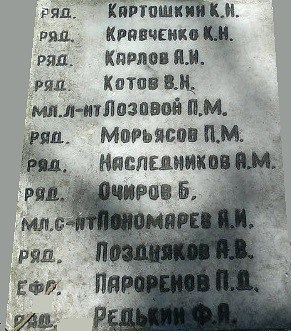 РЯД. КАРТОШКИН К.Н.
РЯД. КРАВЧЕНКО К.Н.
РЯД. КАРЛОВ Я.И.
РЯД. КОТОВ В.Н.
МЛ.Л-НТ ЛОЗОВОЙ П.М.
РЯД. МОРЬЯСОВ П.М.
РЯД. НАСЛЕДНИКОВ А.М.
РЯД. ОЧИРОВ Б.
МЛ.С-НТ ПОНОМАРЕВ А.И.
РЯД. ПОЗДНЯКОВ А.В.
ЕФР. ПАРОРЕНОВ П.Д.
РЯД. РЕДЬКИН Ф.Я.